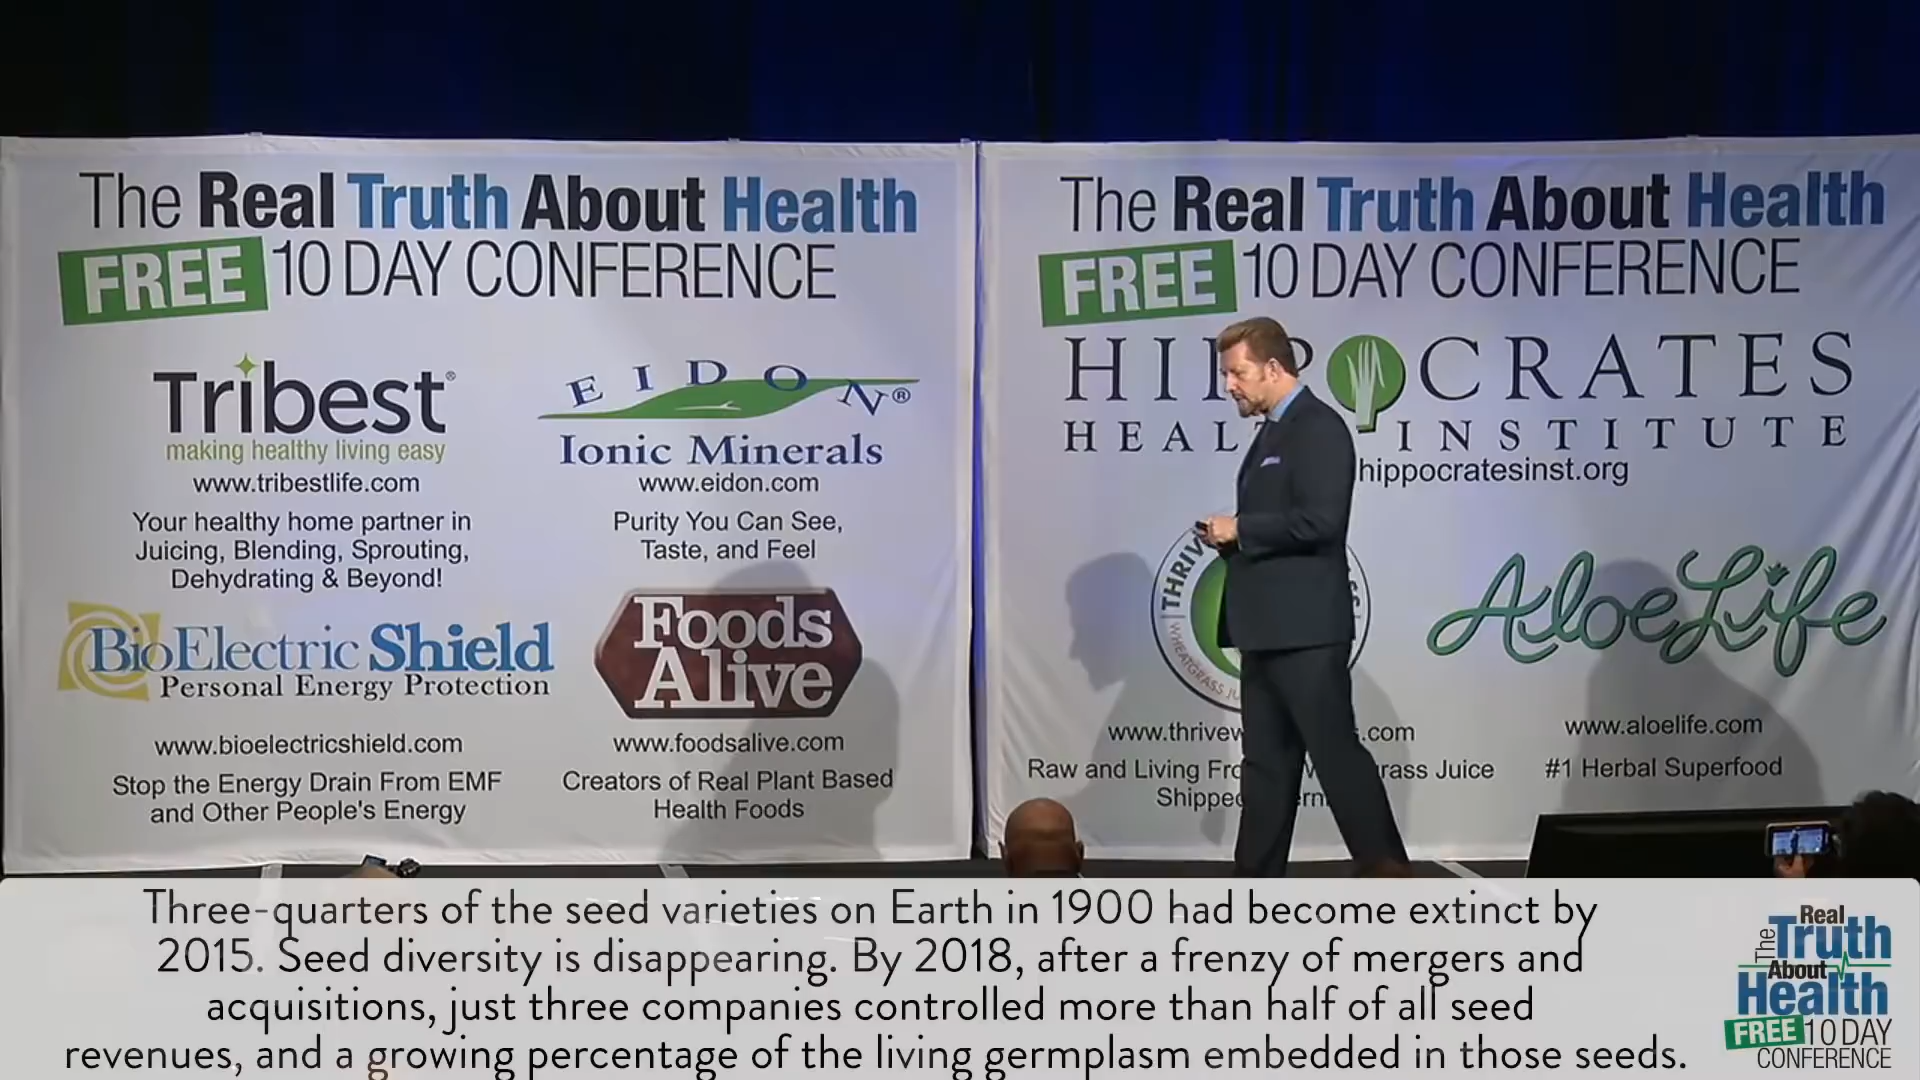 The Real Truth About Health
FREE 10 DAY CONFERENCE
Tribest®
making healthy living easy
www.tribestlife.com
Your healthy home partner in
Juicing, Blending, Sprouting,
Dehydrating & Beyond!
EIDON®
Ionic Minerals
www.eidon.com
Purity You Can See,
Taste, and Feel
BioElectric Shield
Personal Energy Protection
www.bioelectricshield.com
Stop the Energy Drain From EMF
and Other People's Energy
Foods
Alive
www.foodsalive.com
Creators of Real Plant Based
Health Foods
The Real Truth About Health
FREE 10 DAY CONFERENCE
HIPPOCRATES
HEAL INSTITUTE
hippocratesinst.org
THRIV
WHEATGRASS
www.thrivew .com
Raw and Living rass Juice
Shipped
AloeLife
www.aloelife.com
#1 Herbal Superfood
Three-quarters of the seed varieties on Earth in 1900 had become extinct by
2015. Seed diversity is disappearing. By 2018, after a frenzy of mergers and
acquisitions, just three companies controlled more than half of all seed
revenues, and a growing percentage of the living germplasm embedded in those seeds.
The Real
Truth
About
Health
FREE 10 DAY
CONFERENCE